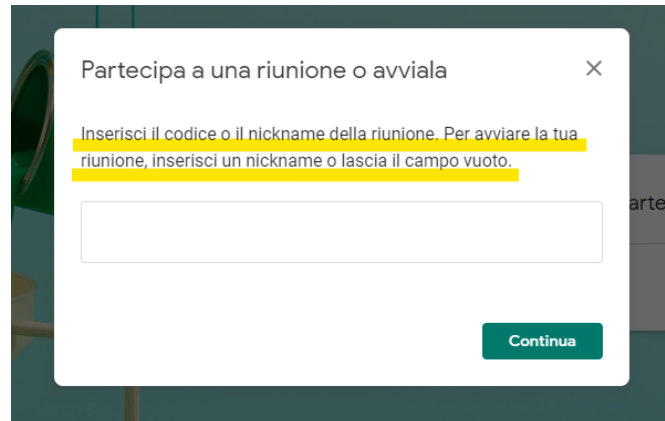 Partecipa a una riunione o avviala
Inserisci il codice o il nickname della riunione. Per avviare la tua
riunione, inserisci un nickname o lascia il campo vuoto.
arte
Continua